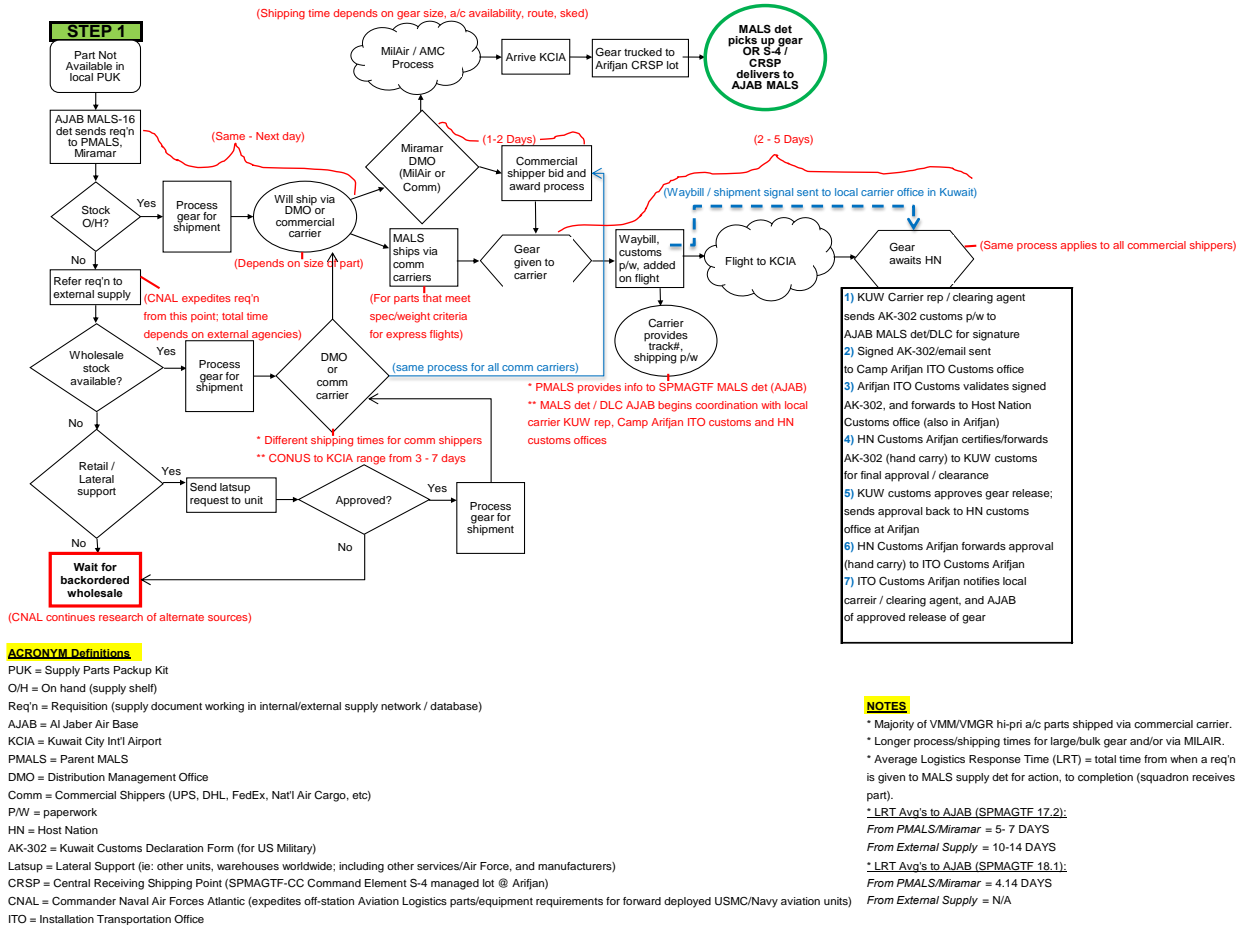 (Shipping time depends on gear size, a/c availability, route, sked)
STEP 1
Part Not
Available in
local PUK
AJAB MALS-16
det sends req'n
to PMALS,
Miramar
(Same - Next day)
Stock
O/H?
Yes
No
Process
gear for
shipment
Will ship via
DMO or
commercial
carrier
(Depends on size of part)
MilAir / AMC
Process
Arrive KCIA
Gear trucked to
Arifjan CRSP lot
MALS det
picks up gear
OR S-4 /
CRSP
delivers to
AJAB MALS
Miramar
DMO
(MilAir or
Comm)
(1-2 Days)
Commercial
shipper bid and
award process
(2 - 5 Days)
(Waybill / shipment signal sent to local carrier office in Kuwait)
MALS
ships via
comm
carriers
(For parts that meet
spec/weight criteria
for express flights)
Gear
given to
carrier
Waybill,
customs
p/w, added
on flight
Flight to KCIA
Gear
awaits HN
(Same process applies to all commercial shippers)
Carrier
provides
track#,
shipping p/w
* PMALS provides info to SPMAGTF MALS det (AJAB)
** MALS det / DLC AJAB begins coordination with local
carrier KUW rep, Camp Arifjan ITO customs and HN
customs offices
Refer req'n to
external supply
(CNAL expedites req'n
from this point; total time
depends on external agencies)
Wholesale
stock
available?
Yes
No
Process
gear for
shipment
DMO
or
comm
carrier
(same process for all comm carriers)
* Different shipping times for comm shippers
** CONUS to KCIA range from 3 - 7 days
Retail /
Lateral
support
Yes
No
Send latsup
request to unit
Approved?
Yes
No
Process
gear for
shipment
Wait for
backordered
wholesale
(CNAL continues research of alternate sources)
1) KUW Carrier rep / clearing agent
sends AK-302 customs p/w to
AJAB MALS det/DLC for signature
2) Signed AK-302/email sent
to Camp Arifjan ITO Customs office
3) Arifjan ITO Customs validates signed
AK-302, and forwards to Host Nation
Customs office (also in Arifjan)
4) HN Customs Arifjan certifies/forwards
AK-302 (hand carry) to KUW customs
for final approval / clearance
5) KUW customs approves gear release;
sends approval back to HN customs
office at Arifjan
6) HN Customs Arifjan forwards approval
(hand carry) to ITO Customs Arifjan
7) ITO Customs Arifjan notifies local
carreir / clearing agent, and AJAB
of approved release of gear
ACRONYM Definitions
PUK = Supply Parts Packup Kit
O/H = On hand (supply shelf)
Req'n = Requisition (supply document working in internal/external supply network / database)
AJAB = Al Jaber Air Base
KCIA = Kuwait City Int'l Airport
PMALS = Parent MALS
DMO = Distribution Management Office
Comm = Commercial Shippers (UPS, DHL, FedEx, Nat'l Air Cargo, etc)
P/W = paperwork
HN = Host Nation
AK-302 = Kuwait Customs Declaration Form (for US Military)
Latsup = Lateral Support (ie: other units, warehouses worldwide; including other services/Air Force, and manufacturers)
CRSP = Central Receiving Shipping Point (SPMAGTF-CC Command Element S-4 managed lot @ Arifjan)
CNAL = Commander Naval Air Forces Atlantic (expedites off-station Aviation Logistics parts/equipment requirements for forward deployed USMC/Navy aviation units)
ITO = Installation Transportation Office
NOTES
* Majority of VMM/VMGR hi-pri a/c parts shipped via commercial carrier.
* Longer process/shipping times for large/bulk gear and/or via MILAIR.
* Average Logistics Response Time (LRT) = total time from when a req'n
is given to MALS supply det for action, to completion (squadron receives
part).
* LRT Avg's to AJAB (SPMAGTF 17.2):
From PMALS/Miramar = 5- 7 DAYS
From External Supply = 10-14 DAYS
* LRT Avg's to AJAB (SPMAGTF 18.1):
From PMALS/Miramar = 4.14 DAYS
From External Supply = N/A